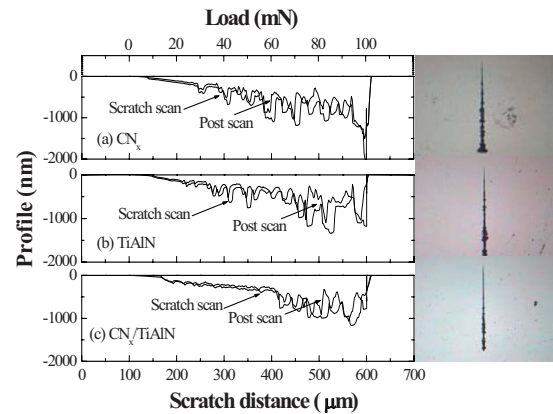 Load (mN)
0 20 40 60 80 100
0
-1000
-2000
Scratch scan
Post scan
(a) CNx
0
-1000
-2000
Scratch scan
Post scan
(b) TiAlN
0
-1000
-2000
Scratch scan
Post scan
(c) CNx/TiAlN
Profile (nm)
0 100 200 300 400 500 600 700
Scratch distance ( μm)